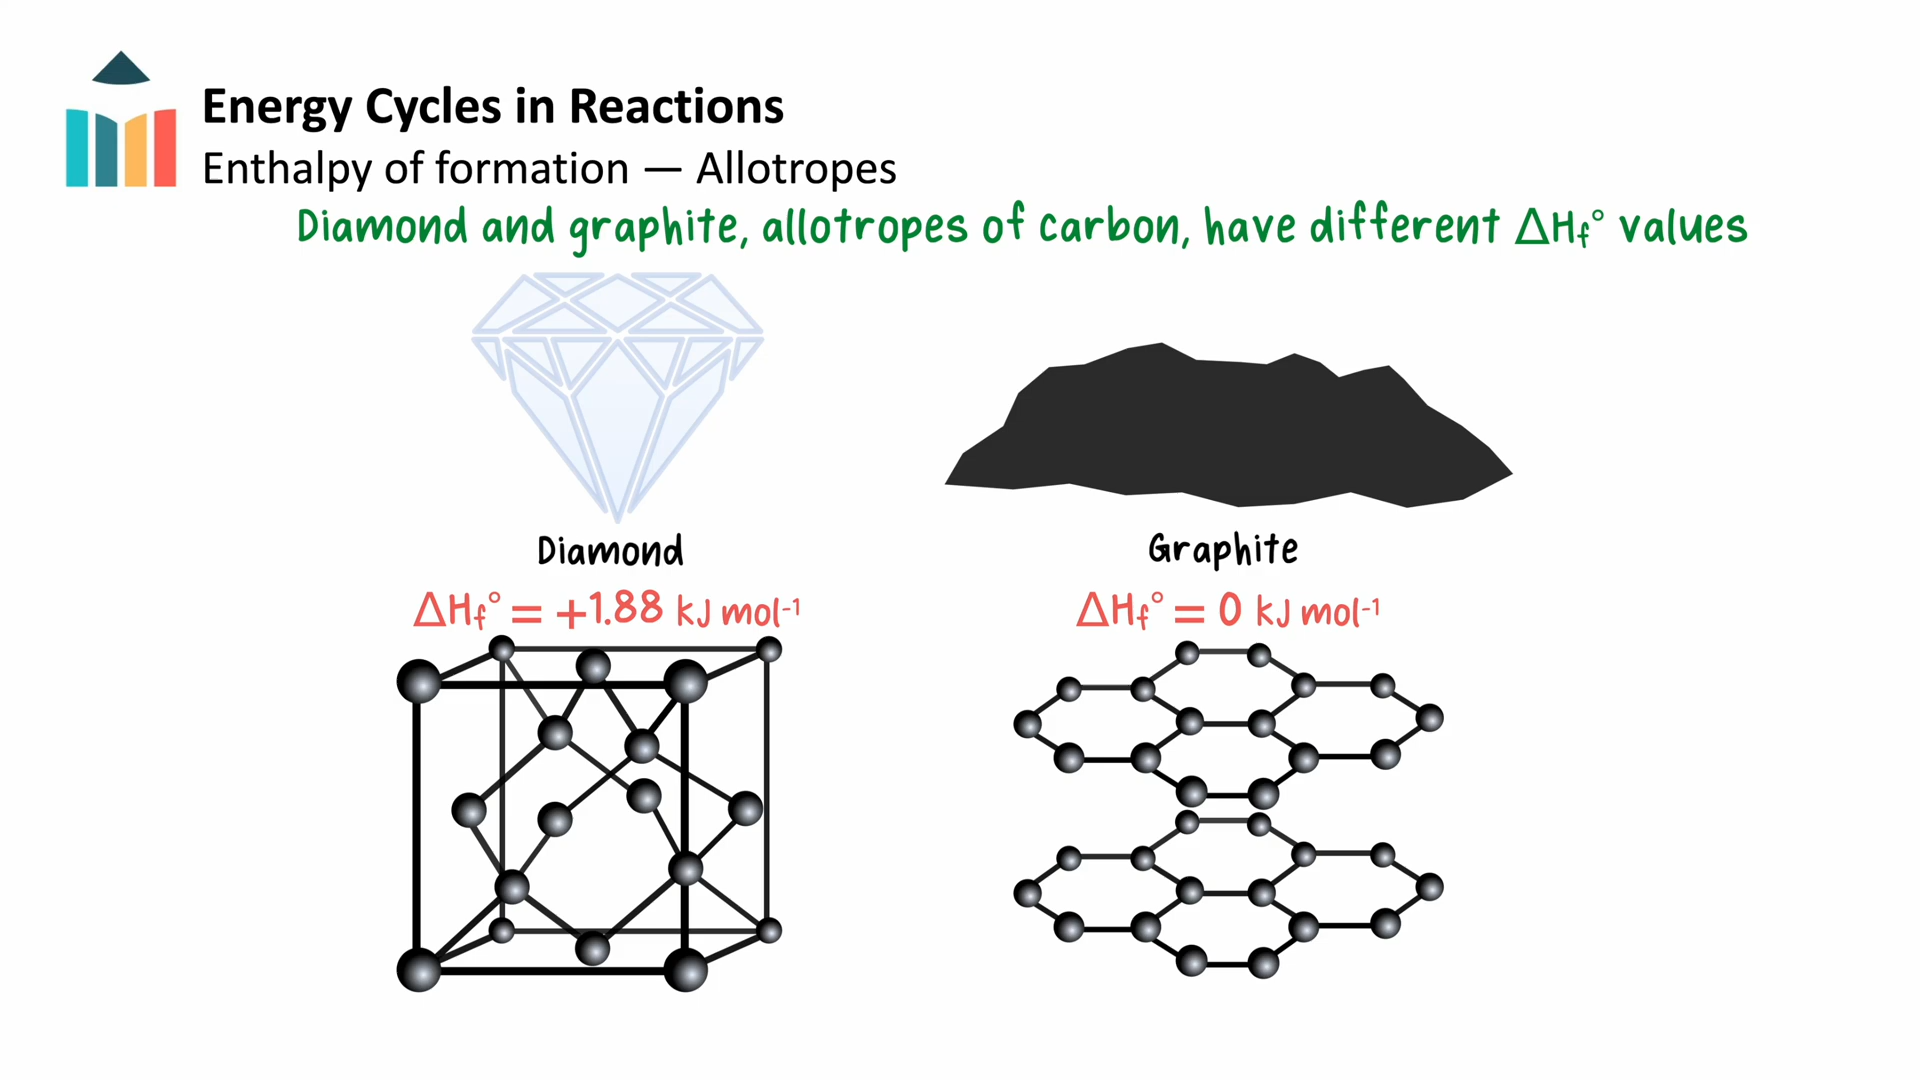 Energy Cycles in Reactions
Enthalpy of formation — Allotropes
Diamond and graphite, allotropes of carbon, have different ΔHf° values
Diamond
Graphite
ΔHf° = +1.88 kJ mol⁻¹
ΔHf° = 0 kJ mol⁻¹